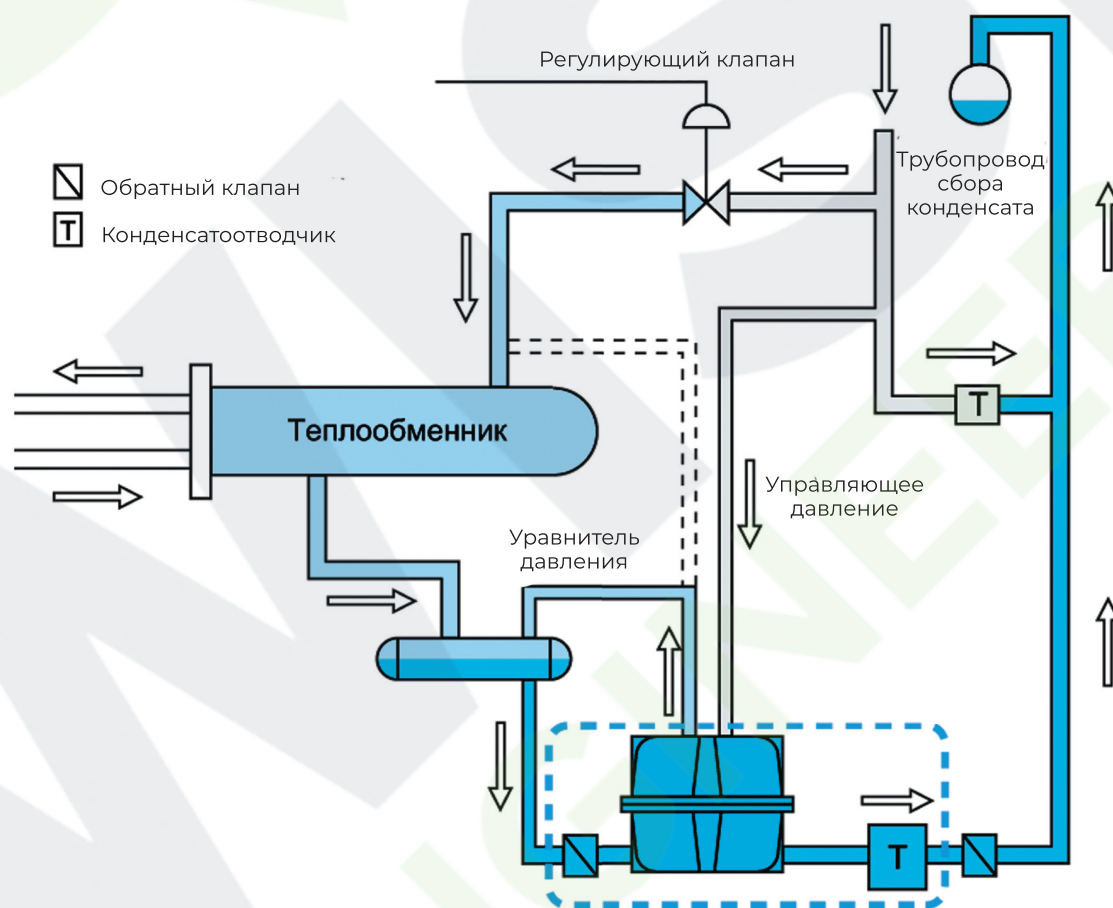 Регулирующий клапан
Трубопровод
сбора
конденсата
Обратный клапан
T Конденсатоотводчик
T
Теплообменник
Управляющее
давление
Уравнитель
давления
T